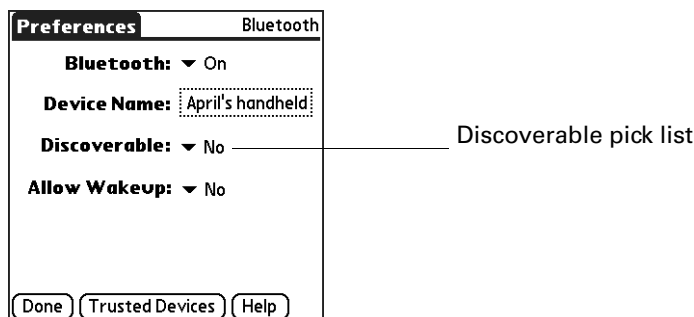 Preferences Bluetooth
Bluetooth: On
Device Name: April's handheld
Discoverable: No Discoverable pick list
Allow Wakeup: No
Done Trusted Devices Help